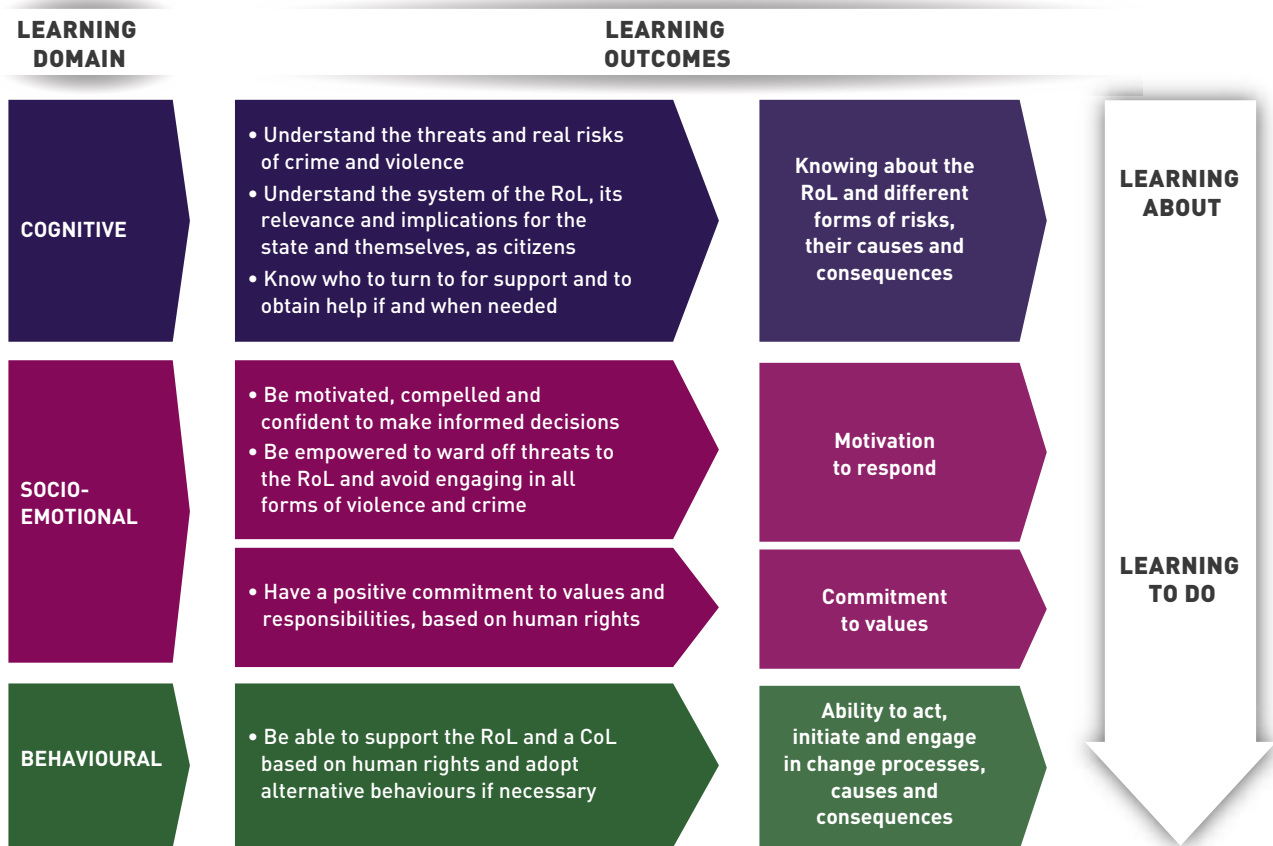 LEARNING
DOMAIN
LEARNING
OUTCOMES
COGNITIVE
• Understand the threats and real risks
of crime and violence
• Understand the system of the RoL, its
relevance and implications for the
state and themselves, as citizens
• Know who to turn to for support and to
obtain help if and when needed
Knowing about the
RoL and different
forms of risks,
their causes and
consequences
LEARNING
ABOUT
SOCIO-
EMOTIONAL
• Be motivated, compelled and
confident to make informed decisions
• Be empowered to ward off threats to
the RoL and avoid engaging in all
forms of violence and crime
Motivation
to respond
• Have a positive commitment to values and
responsibilities, based on human rights
Commitment
to values
LEARNING
TO DO
BEHAVIOURAL
• Be able to support the RoL and a CoL
based on human rights and adopt
alternative behaviours if necessary
Ability to act,
initiate and engage
in change processes,
causes and
consequences